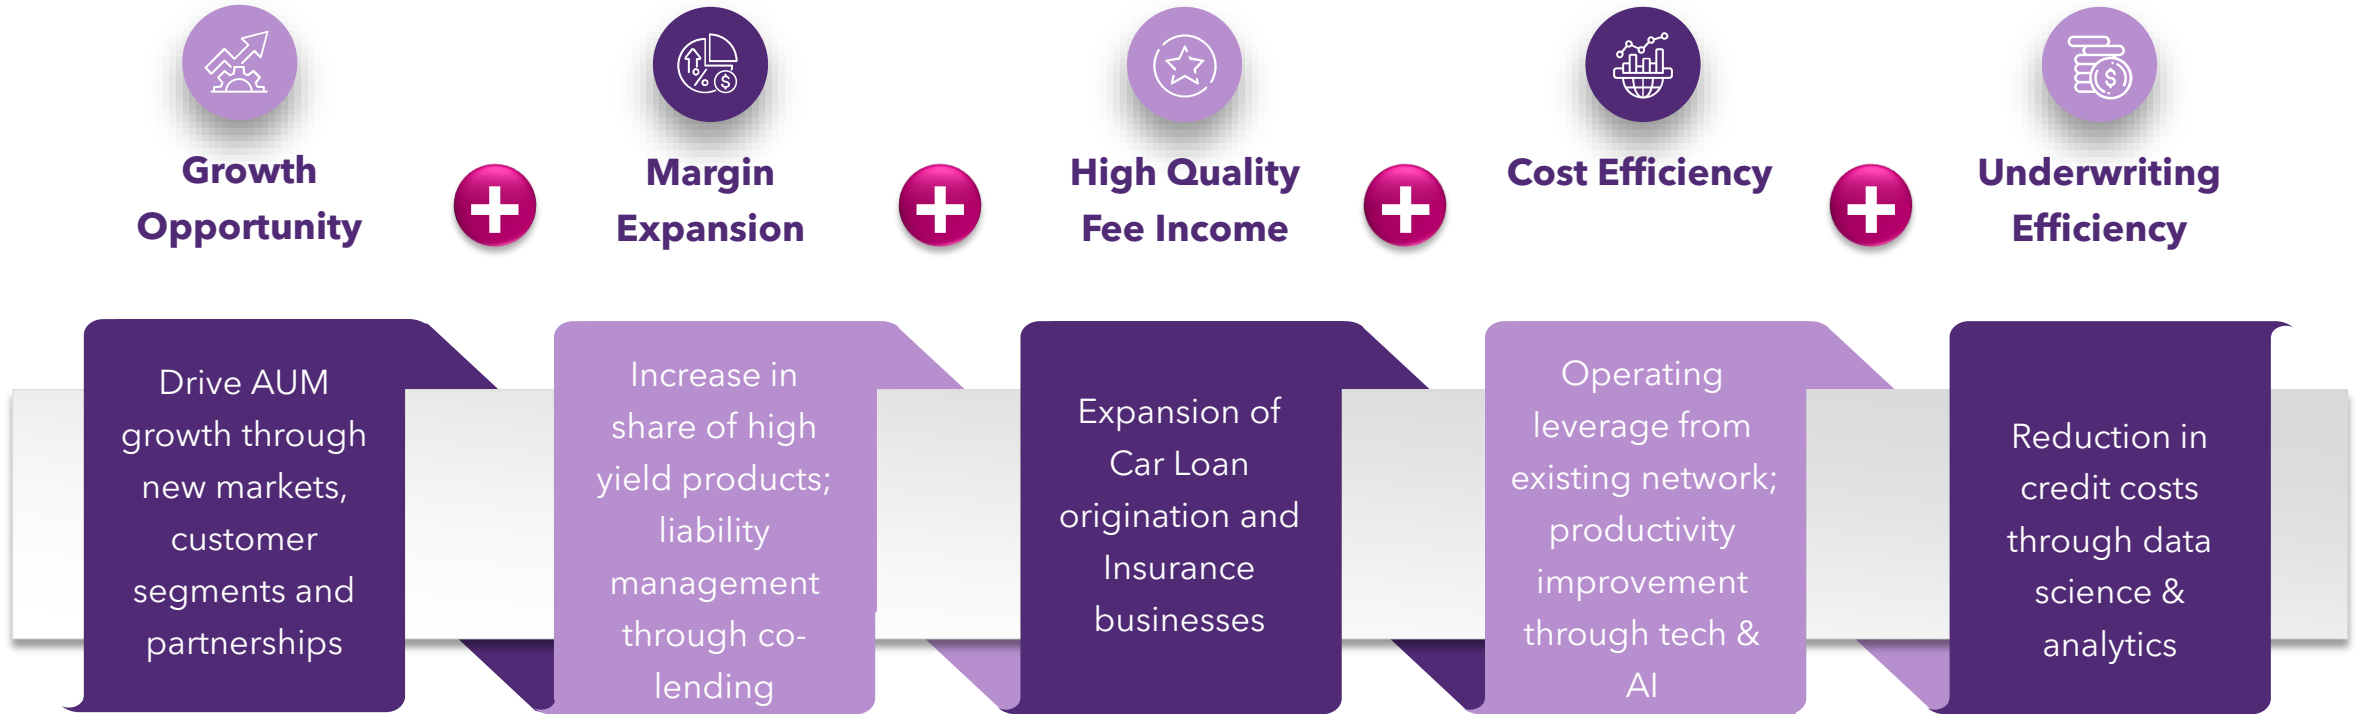 Growth
Opportunity
Margin
Expansion
High Quality
Fee Income
Cost Efficiency
Underwriting
Efficiency
Drive AUM
growth through
new markets,
customer
segments and
partnerships
Increase in
share of high
yield products;
liability
management
through co-
lending
Expansion of
Car Loan
origination and
Insurance
businesses
Operating
leverage from
existing network;
productivity
improvement
through tech &
AI
Reduction in
credit costs
through data
science &
analytics